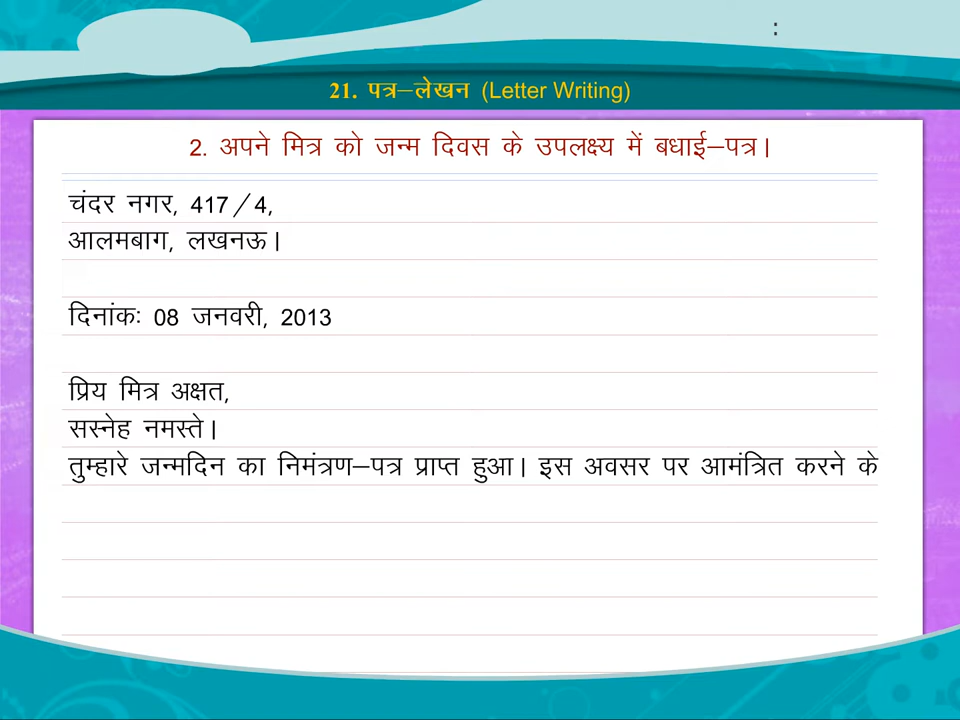 :
21. पत्र–लेखन (Letter Writing)
2. अपने मित्र को जन्म दिवस के उपलक्ष्य में बधाई–पत्र।
चंदर नगर, 417/4,
आलमबाग, लखनऊ।
दिनांकः 08 जनवरी, 2013
प्रिय मित्र अक्षत,
सस्नेह नमस्ते।
तुम्हारे जन्मदिन का निमंत्रण–पत्र प्राप्त हुआ। इस अवसर पर आमंत्रित करने के